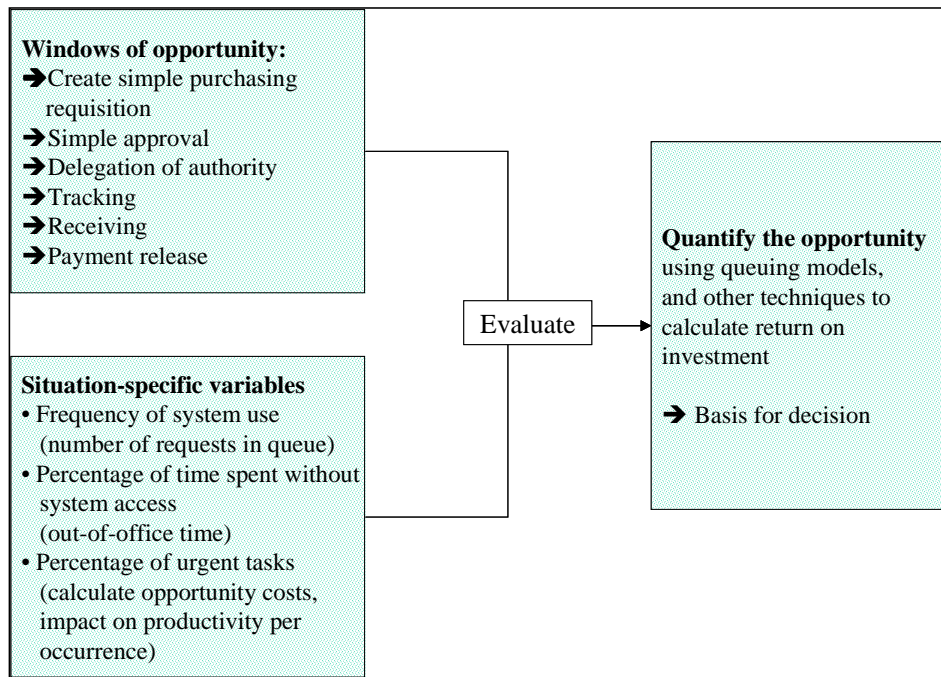 Windows of opportunity:
➔Create simple purchasing
requisition
➔Simple approval
➔Delegation of authority
➔Tracking
➔Receiving
➔Payment release
Evaluate
Quantify the opportunity
using queuing models,
and other techniques to
calculate return on
investment
➔ Basis for decision
Situation-specific variables
• Frequency of system use
(number of requests in queue)
• Percentage of time spent without
system access
(out-of-office time)
• Percentage of urgent tasks
(calculate opportunity costs,
impact on productivity per
occurrence)